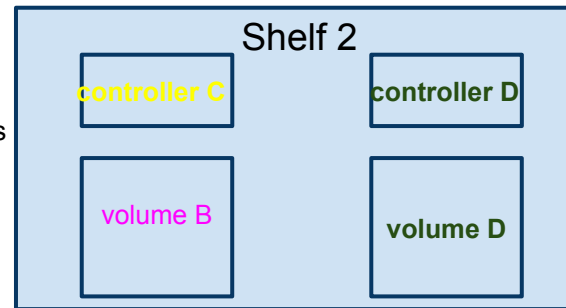 Shelf 2
controller C
controller D
s
volume B
volume D